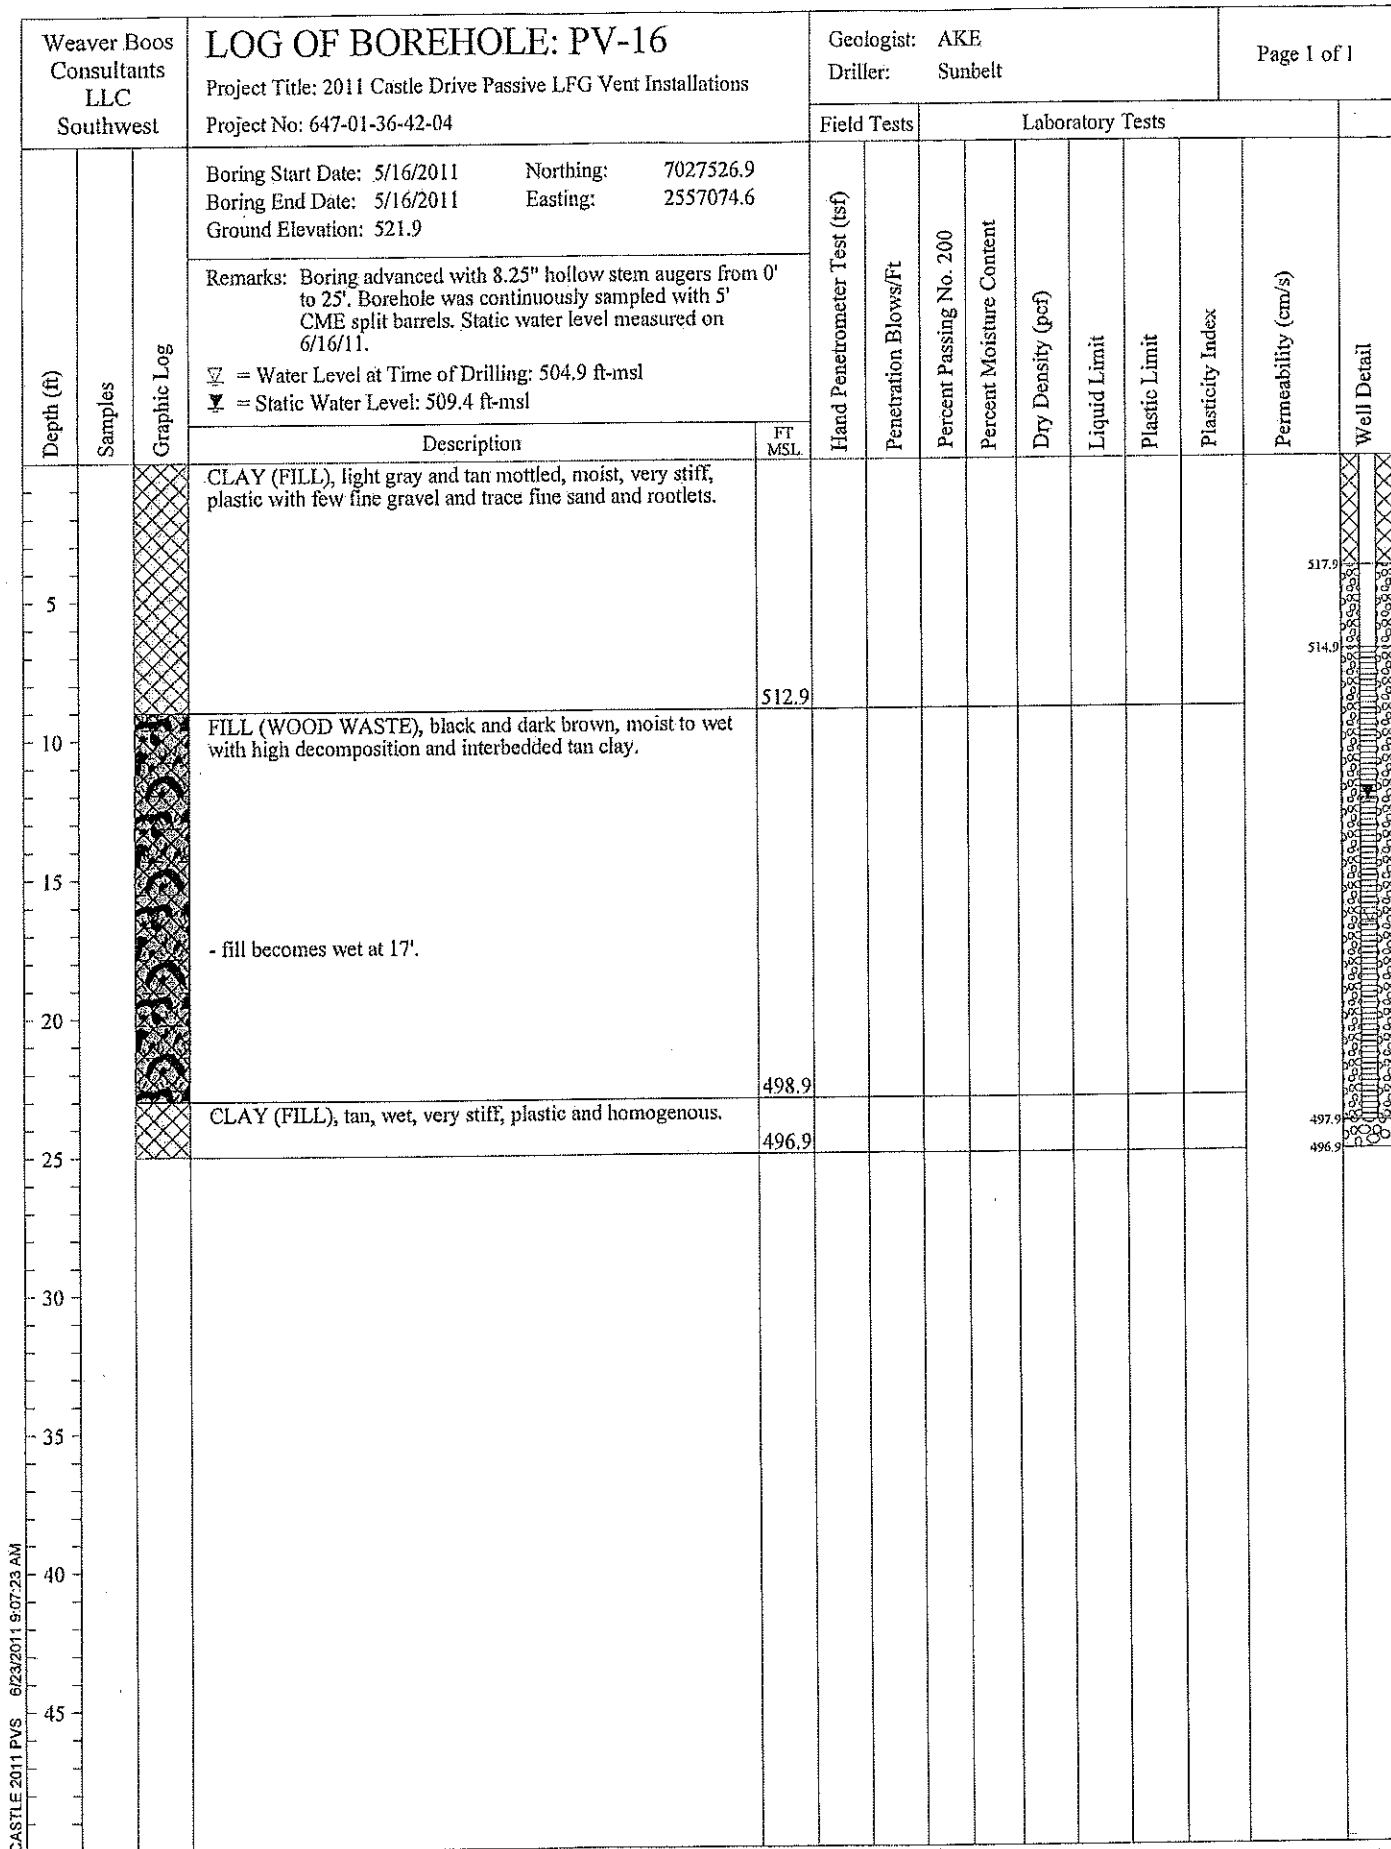 Weaver Boos
Consultants
LLC
Southwest
LOG OF BOREHOLE: PV-16
Project Title: 2011 Castle Drive Passive LFG Vent Installations
Project No: 647-01-36-42-04
Geologist: AKE
Driller: Sunbelt
Page 1 of 1
Field Tests
Laboratory Tests
Boring Start Date: 5/16/2011 Northing: 7027526.9
Boring End Date: 5/16/2011 Easting: 2557074.6
Ground Elevation: 521.9
Remarks: Boring advanced with 8.25" hollow stem augers from 0'
to 25'. Borehole was continuously sampled with 5'
CME split barrels. Static water level measured on
6/16/11.
= Water Level at Time of Drilling: 504.9 ft-msl
= Static Water Level: 509.4 ft-msl
Depth (ft)
Samples
Graphic Log
Description
FT
MSL
Hand Penetrometer Test (tsf)
Penetration Blows/Ft
Percent Passing No. 200
Percent Moisture Content
Dry Density (pcf)
Liquid Limit
Plastic Limit
Plasticity Index
Permeability (cm/s)
Well Detail
CLAY (FILL), light gray and tan mottled, moist, very stiff,
plastic with few fine gravel and trace fine sand and rootlets.
517.9
5
514.9
512.9
FILL (WOOD WASTE), black and dark brown, moist to wet
with high decomposition and interbedded tan clay.
10
15
- fill becomes wet at 17'.
20
498.9
CLAY (FILL), tan, wet, very stiff, plastic and homogenous.
497.9
496.9
496.9
25
30
35
40
45
CASTLE 2011 PVS 6/23/2011 9:07:23 AM